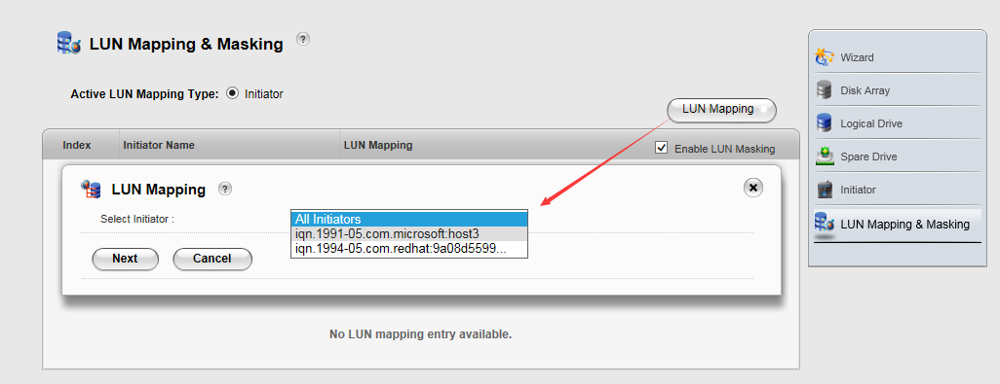 LUN Mapping & Masking ?
Active LUN Mapping Type: Initiator
LUN Mapping
Index Initiator Name LUN Mapping Enable LUN Masking
LUN Mapping ?
Select Initiator :
All Initiators
iqn.1991-05.com.microsoft:host3
iqn.1994-05.com.redhat:9a08d5599...
Next Cancel
No LUN mapping entry available.
Wizard
Disk Array
Logical Drive
Spare Drive
Initiator
LUN Mapping & Masking